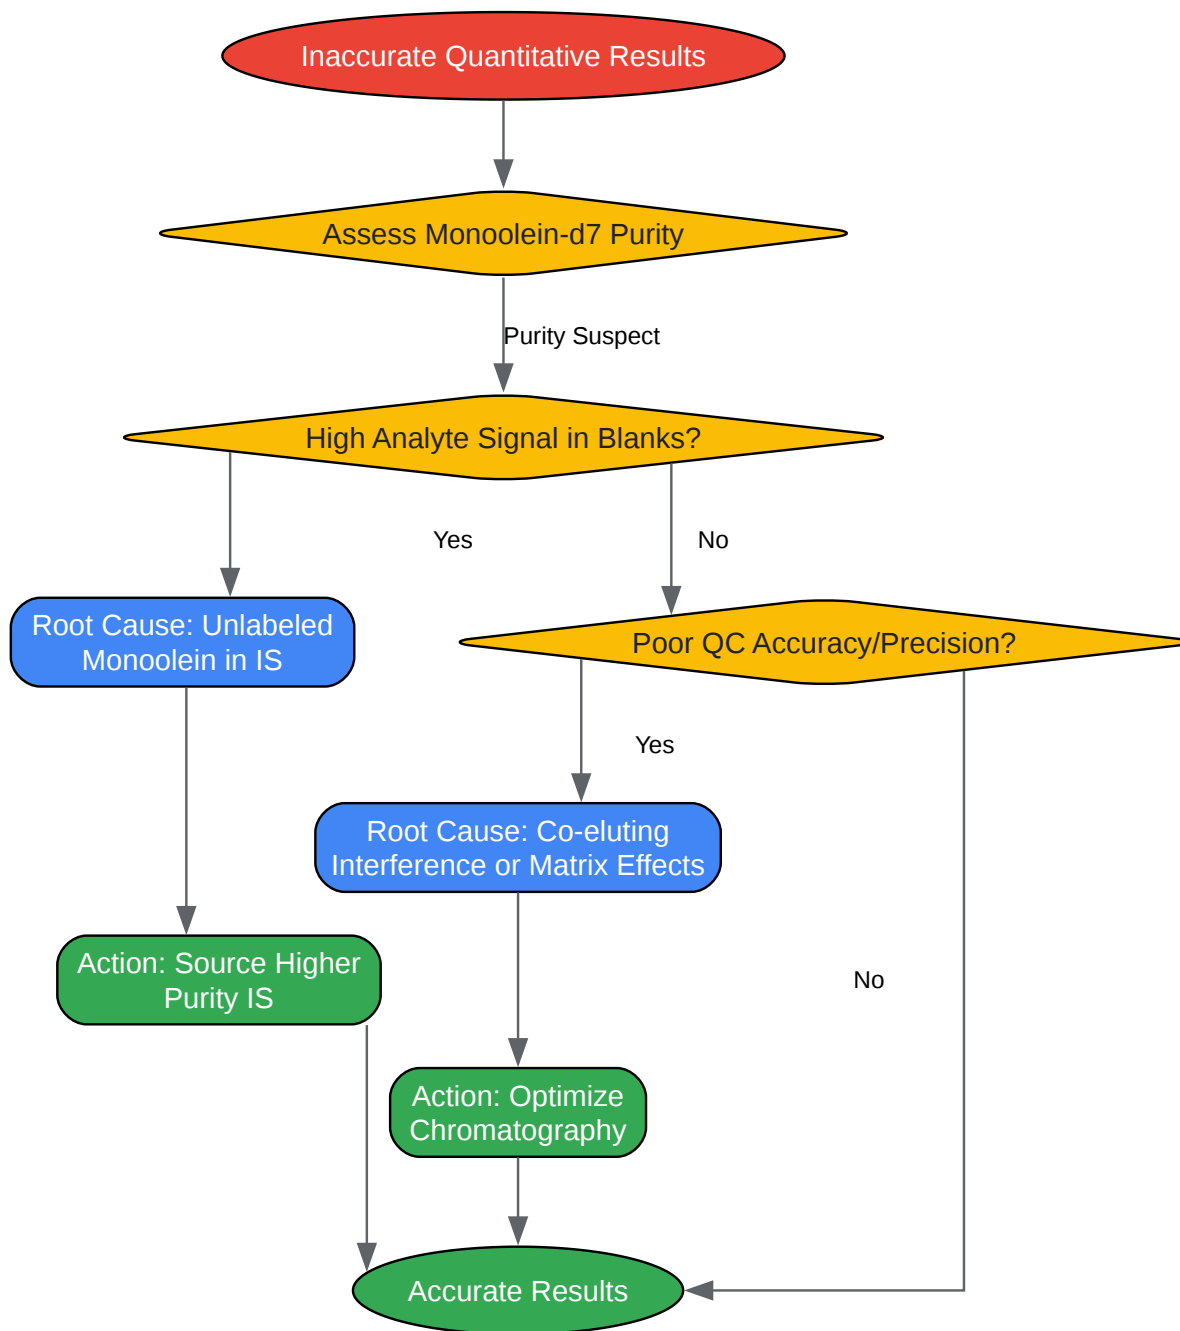 Inaccurate Quantitative Results
Assess Monoolein-d7 Purity
Purity Suspect
High Analyte Signal in Blanks?
Yes
No
Root Cause: Unlabeled
Monoolein in IS
Poor QC Accuracy/Precision?
Yes
Root Cause: Co-eluting
Interference or Matrix Effects
Action: Source Higher
Purity IS
No
Action: Optimize
Chromatography
Accurate Results